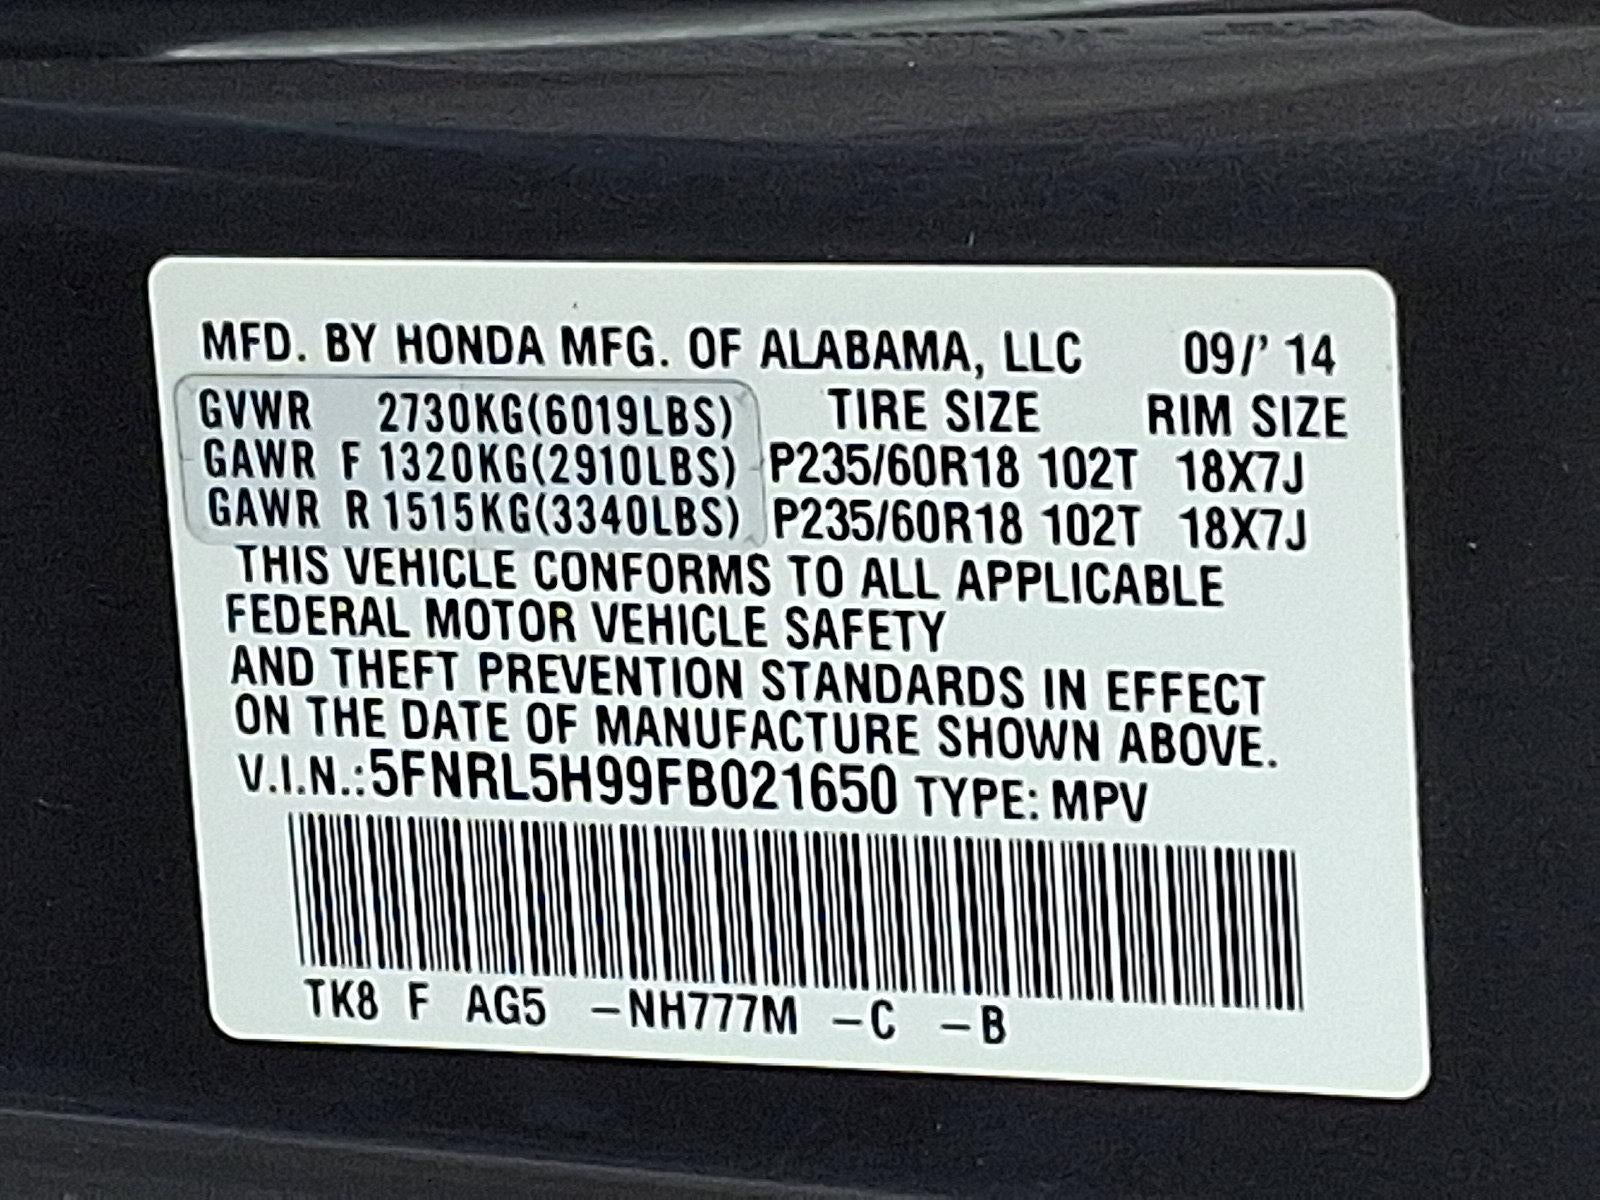 MFD. BY HONDA MFG. OF ALABAMA, LLC 09/' 14
GVWR 2730KG(6019LBS) TIRE SIZE RIM SIZE
GAWR F 1320KG(2910LBS) P235/60R18 102T 18X7J
GAWR R 1515KG(3340LBS) P235/60R18 102T 18X7J
THIS VEHICLE CONFORMS TO ALL APPLICABLE
FEDERAL MOTOR VEHICLE SAFETY
AND THEFT PREVENTION STANDARDS IN EFFECT
ON THE DATE OF MANUFACTURE SHOWN ABOVE.
V.I.N.:5FNRL5H99FB021650 TYPE: MPV
TK8 F AG5 -NH777M -C -B